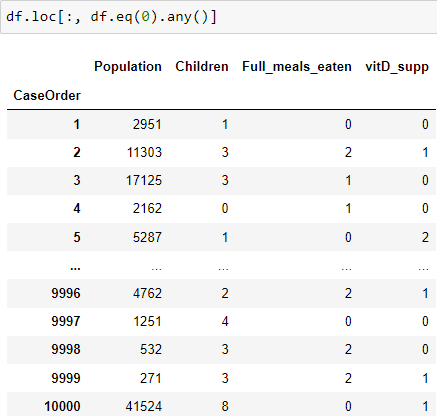 df.loc[:, df.eq(0).any()]
Population Children Full_meals_eaten vitD_supp
CaseOrder
1 2951 1 0 0
2 11303 3 2 1
3 17125 3 1 0
4 2162 0 1 0
5 5287 1 0 2
... ... ... ... ...
9996 4762 2 2 1
9997 1251 4 0 0
9998 532 3 2 0
9999 271 3 2 1
10000 41524 8 0 1